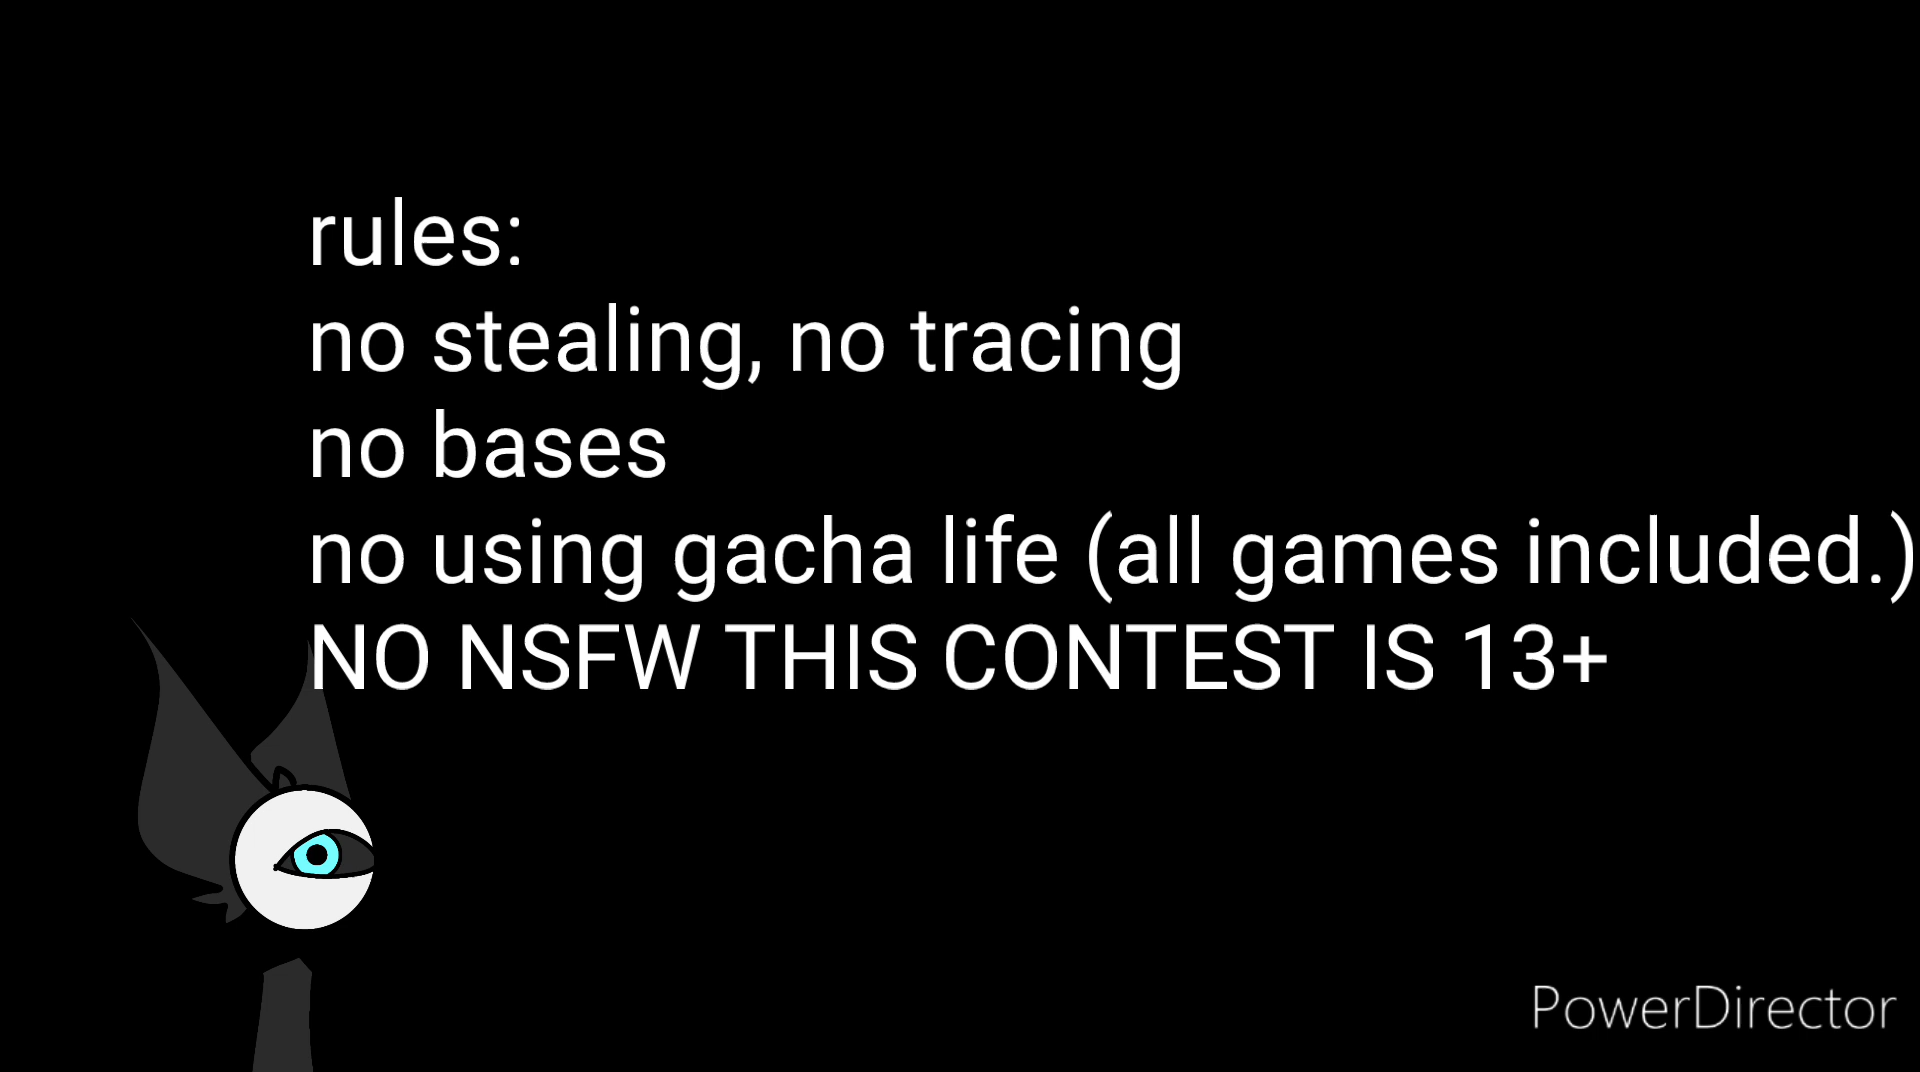 rules:
no stealing, no tracing
no bases
no using gacha life (all games included.)
NO NSFW THIS CONTEST IS 13+
PowerDirector